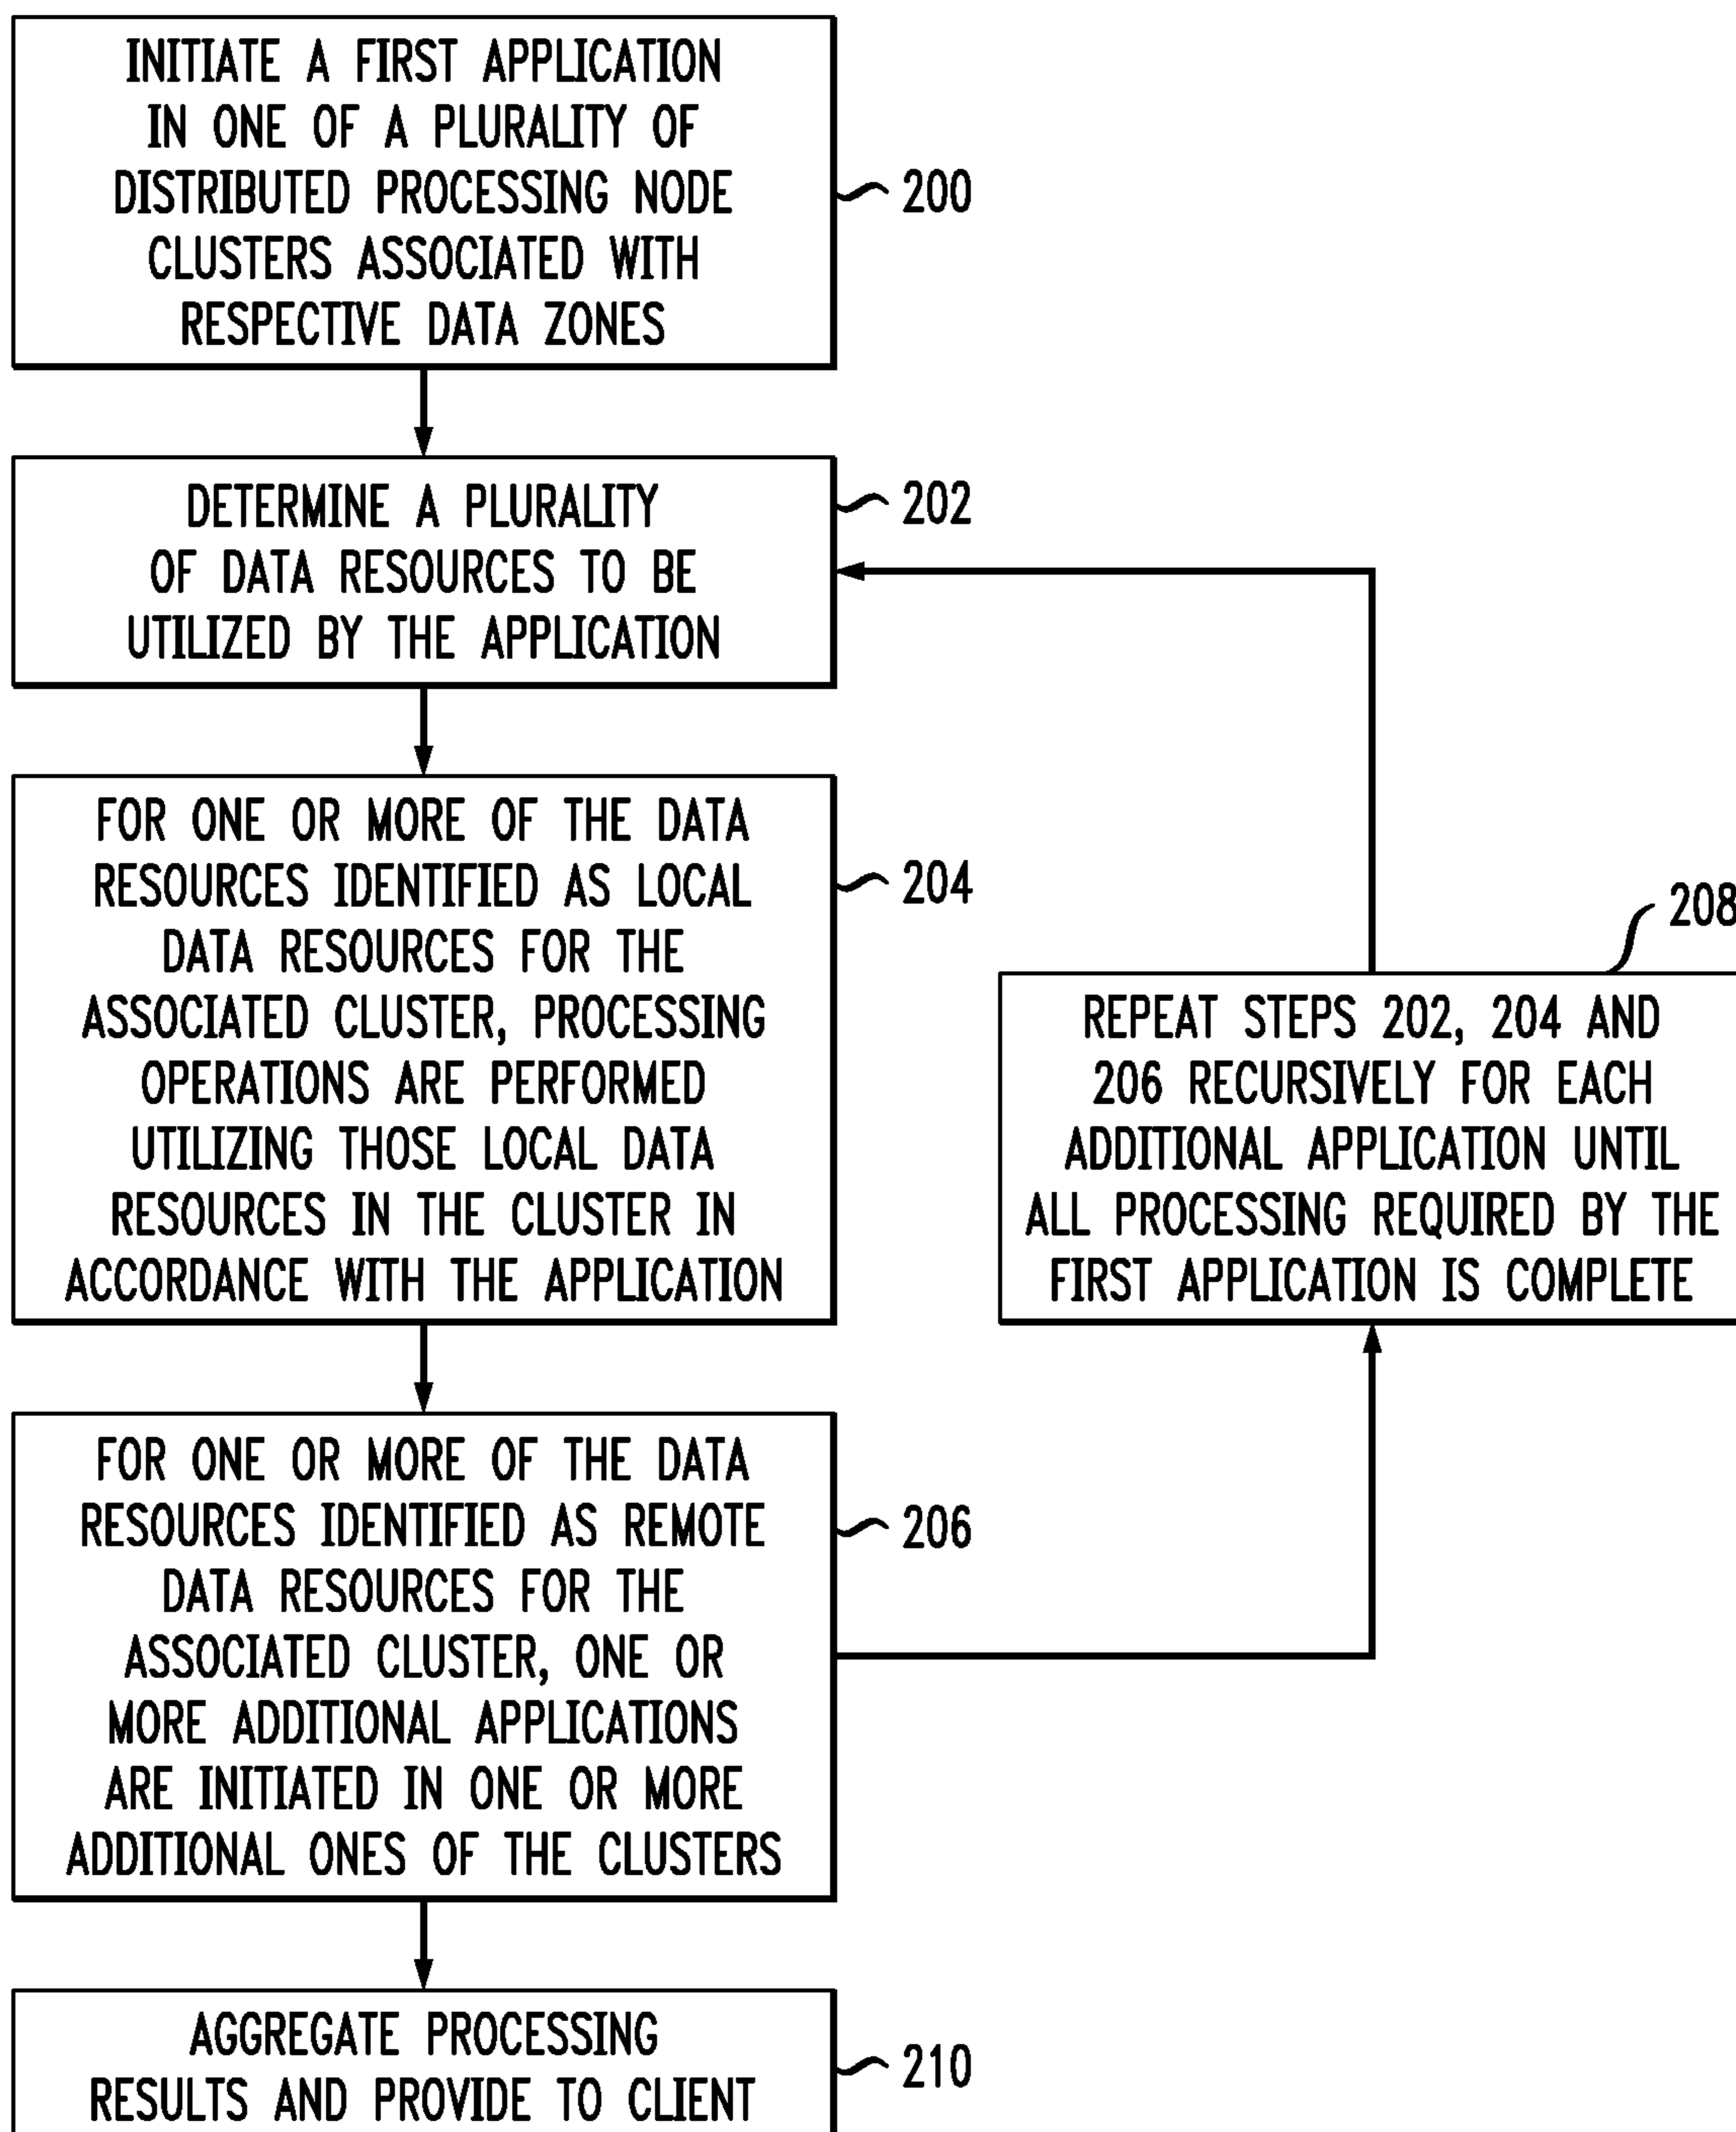 INITIATE A FIRST APPLICATION
IN ONE OF A PLURALITY OF
DISTRIBUTED PROCESSING NODE
CLUSTERS ASSOCIATED WITH
RESPECTIVE DATA ZONES
200
DETERMINE A PLURALITY
OF DATA RESOURCES TO BE
UTILIZED BY THE APPLICATION
202
FOR ONE OR MORE OF THE DATA
RESOURCES IDENTIFIED AS LOCAL
DATA RESOURCES FOR THE
ASSOCIATED CLUSTER, PROCESSING
OPERATIONS ARE PERFORMED
UTILIZING THOSE LOCAL DATA
RESOURCES IN THE CLUSTER IN
ACCORDANCE WITH THE APPLICATION
204
208
REPEAT STEPS 202, 204 AND
206 RECURSIVELY FOR EACH
ADDITIONAL APPLICATION UNTIL
ALL PROCESSING REQUIRED BY THE
FIRST APPLICATION IS COMPLETE
FOR ONE OR MORE OF THE DATA
RESOURCES IDENTIFIED AS REMOTE
DATA RESOURCES FOR THE
ASSOCIATED CLUSTER, ONE OR
MORE ADDITIONAL APPLICATIONS
ARE INITIATED IN ONE OR MORE
ADDITIONAL ONES OF THE CLUSTERS
206
AGGREGATE PROCESSING
RESULTS AND PROVIDE TO CLIENT
210